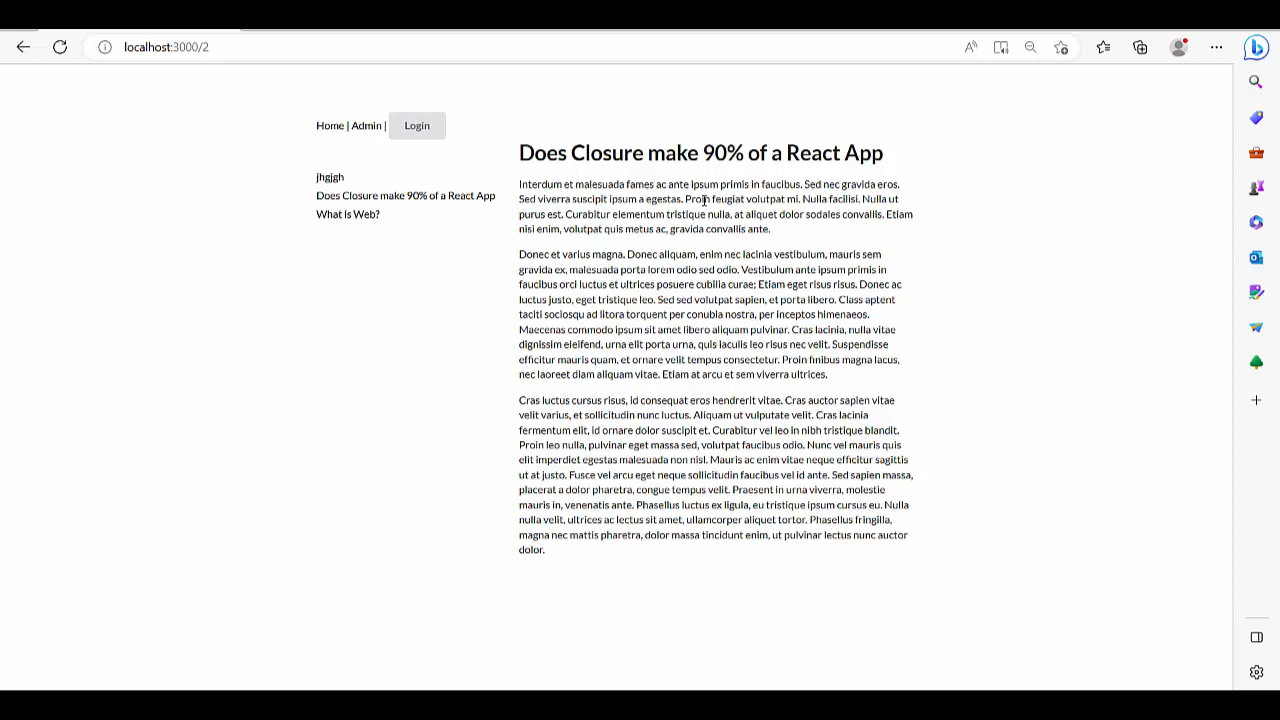 localhost:3000/2
Home | Admin | Login
jhgjgh
Does Closure make 90% of a React App
What is Web?
Does Closure make 90% of a React App
Interdum et malesuada fames ac ante ipsum primis in faucibus. Sed nec gravida eros.
Sed viverra suscipit ipsum a egestas. Proin feugiat volutpat mi. Nulla facilisi. Nulla ut
purus est. Curabitur elementum tristique nulla, at aliquet dolor sodales convallis. Etiam
nisi enim, volutpat quis metus ac, gravida convallis ante.
Donec et varius magna. Donec aliquam, enim nec lacinia vestibulum, mauris sem
gravida ex, malesuada porta lorem odio sed odio. Vestibulum ante ipsum primis in
faucibus orci luctus et ultrices posuere cubilia curae; Etiam eget risus risus. Donec ac
luctus justo, eget tristique leo. Sed sed volutpat sapien, et porta libero. Class aptent
taciti sociosqu ad litora torquent per conubia nostra, per inceptos himenaeos.
Maecenas commodo ipsum sit amet libero aliquam pulvinar. Cras lacinia, nulla vitae
dignissim eleifend, urna elit porta urna, quis iaculis leo risus nec velit. Suspendisse
efficitur mauris quam, et ornare velit tempus consectetur. Proin finibus magna lacus,
nec laoreet diam aliquam vitae. Etiam at arcu et sem viverra ultrices.
Cras luctus cursus risus, id consequat eros hendrerit vitae. Cras auctor sapien vitae
velit varius, et sollicitudin nunc luctus. Aliquam ut vulputate velit. Cras lacinia
fermentum elit, id ornare dolor suscipit et. Curabitur vel leo in nibh tristique blandit.
Proin leo nulla, pulvinar eget massa sed, volutpat faucibus odio. Nunc vel mauris quis
elit imperdiet egestas malesuada non nisl. Mauris ac enim vitae neque efficitur sagittis
ut at justo. Fusce vel arcu eget neque sollicitudin faucibus vel id ante. Sed sapien massa,
placerat a dolor pharetra, congue tempus velit. Praesent in urna viverra, molestie
mauris in, venenatis ante. Phasellus luctus ex ligula, eu tristique ipsum cursus eu. Nulla
nulla velit, ultrices ac lectus sit amet, ullamcorper aliquet tortor. Phasellus fringilla,
magna nec mattis pharetra, dolor massa tincidunt enim, ut pulvinar lectus nunc auctor
dolor.